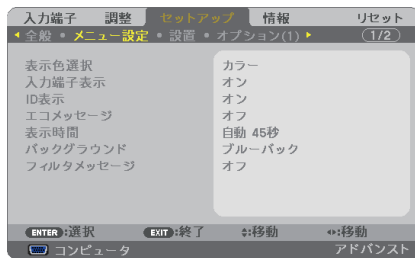 入力端子 調整 セットアップ 情報 リセット
全般 • メニュー設定 • 設置 • オプション(1) 1/2
表示色選択 カラー
入力端子表示 オン
ID表示 オン
エコメッセージ オフ
表示時間 自動 45秒
バックグラウンド ブルーバック
フィルタメッセージ オフ
ENTER:選択 EXIT:終了 :移動 :移動
コンピュータ アドバンスト